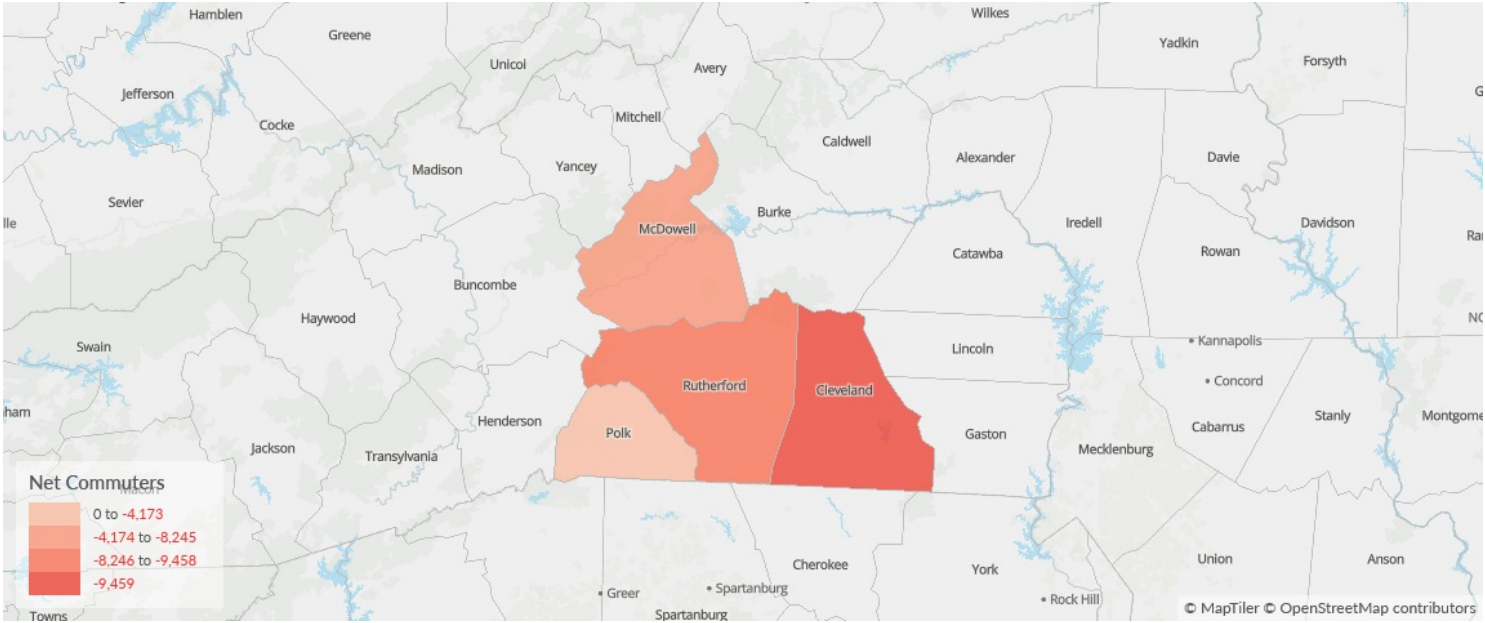 Hamblen
Greene
Wilkes
Yadkin
Forsyth
Unicoi
Avery
Jefferson
Mitchell
Cocke
Caldwell
Alexander
Davie
Madison
Yancey
Sevier
Burke
McDowell
Iredell
Davidson
Catawba
Rowan
Buncombe
Haywood
Swain
Kannapolis
Lincoln
Concord
Rutherford
Cleveland
Henderson
Polk
Gaston
Stanly
Montgome
Cabarrus
Jackson
Transylvania
Mecklenburg
Net Commuters
Macon
0 to -4,173
-4,174 to -8,245
-8,246 to -9,458
-9,459
Cherokee
York
Union
Anson
Greer
Spartanburg
Rock Hill
Spartanburg
Towns
© MapTiler © OpenStreetMap contributors